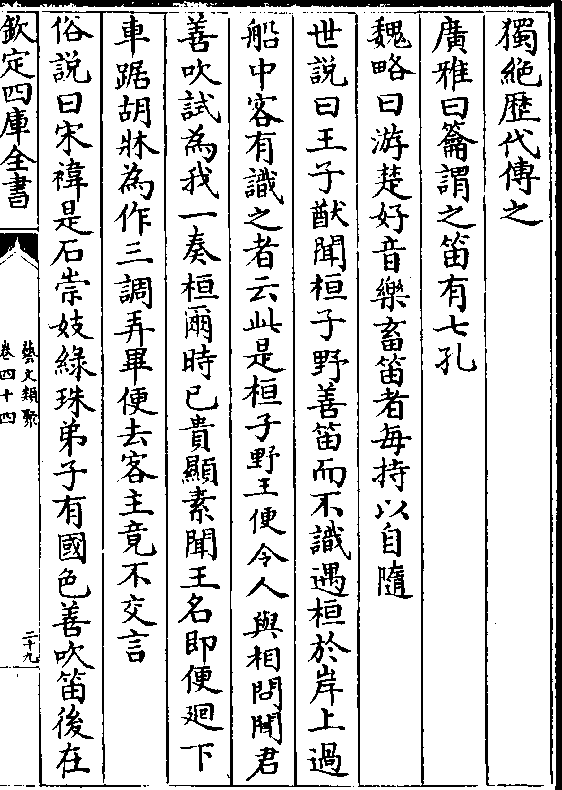 獨絶歴代傳之
廣雅曰籥謂之笛有七孔
魏略曰游楚好音樂畜笛者每持以自隨
世說曰王子猷聞桓子野善笛而不識遇桓於岸上過
船中客有識之者云此是桓子野王便令人與相問聞君
善吹試為我一奏桓爾時已貴顯素聞王名即便廻下
車踞胡牀為作三調弄畢便去客主竟不交言
俗說曰宋褘是石崇妓綠珠弟子有國色善吹笛後在
欽定四庫全書
藝文類聚
卷四十四
二十九